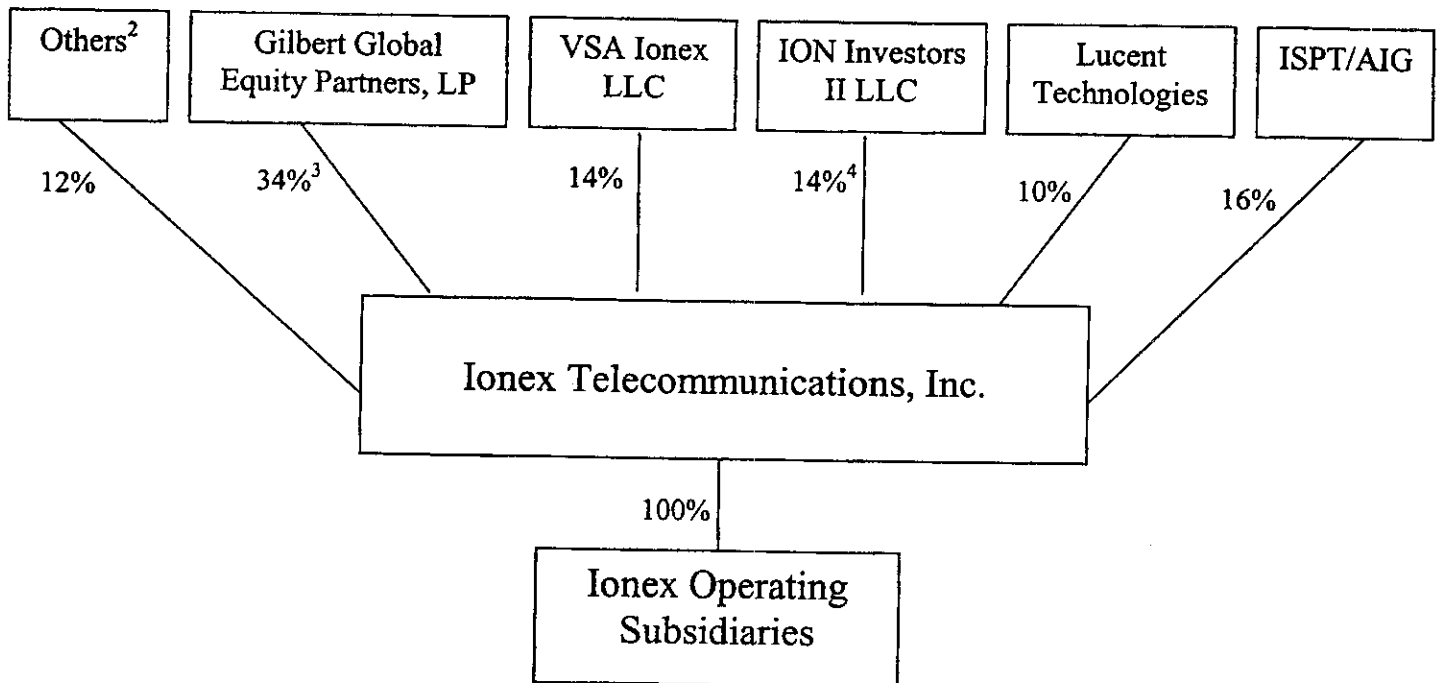 Others²
Gilbert Global
Equity Partners, LP
VSA Ionex
LLC
ION Investors
II LLC
Lucent
Technologies
ISPT/AIG
12%
34%³
14%
14%⁴
10%
16%
Ionex Telecommunications, Inc.
100%
Ionex Operating
Subsidiaries